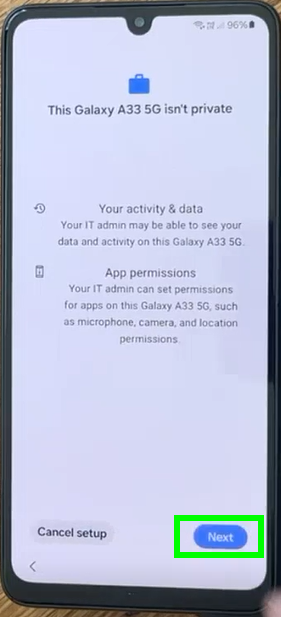 96%
This Galaxy A33 5G isn't private
Your activity & data
Your IT admin may be able to see your
data and activity on this Galaxy A33 5G.
App permissions
Your IT admin can set permissions
for apps on this Galaxy A33 5G, such
as microphone, camera, and location
permissions.
Cancel setup
Next